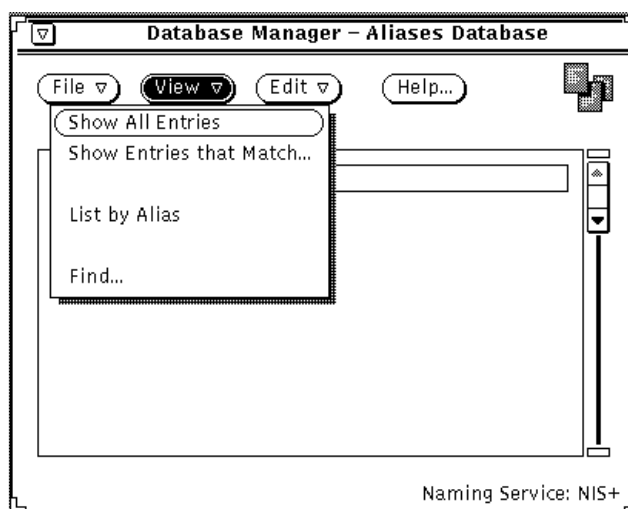 Database Manager – Aliases Database
File View Edit Help...
Show All Entries
Show Entries that Match...
List by Alias
Find...
Naming Service: NIS+